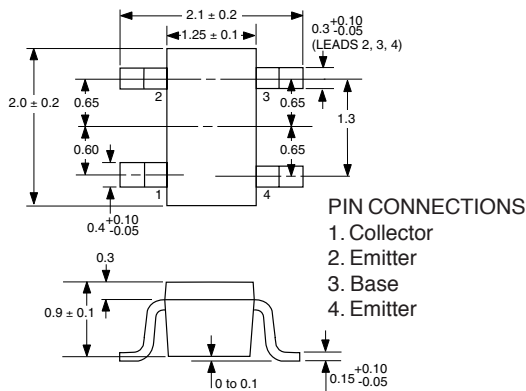 2.1 ± 0.2
1.25 ± 0.1
0.3 +0.10 -0.05
(LEADS 2, 3, 4)
2 3
2.0 ± 0.2
0.65
0.65
1.3
0.60
0.65
1 4
0.4 +0.10 -0.05
PIN CONNECTIONS
1. Collector
2. Emitter
3. Base
4. Emitter
0.3
0.9 ± 0.1
0 to 0.1
0.15 +0.10 -0.05